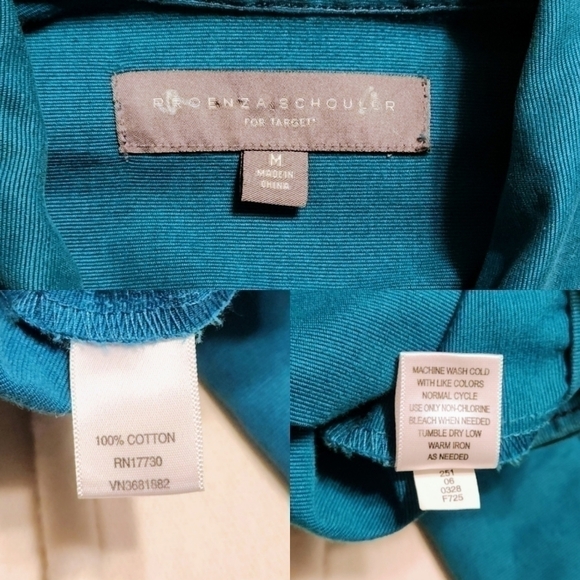 PROENZA SCHOULER
FOR TARGET*
M
MADE IN
CHINA
100% COTTON
RN17730
VN3681882
MACHINE WASH COLD
WITH LIKE COLORS
NORMAL CYCLE
USE ONLY NON-CHLORINE
BLEACH WHEN NEEDED
TUMBLE DRY LOW
WARM IRON
AS NEEDED
251
06
0328
F725